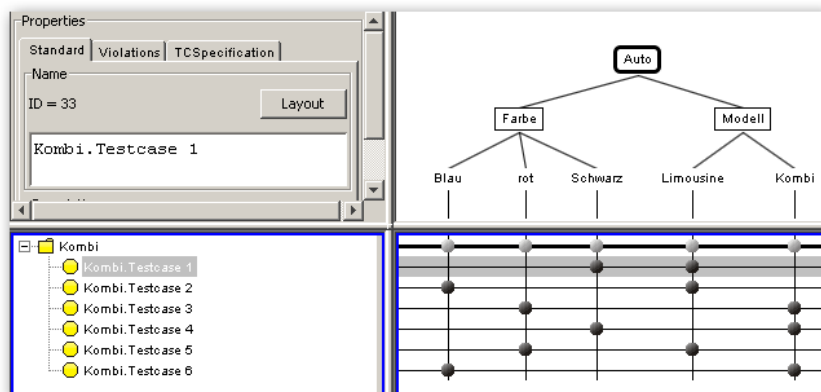 Properties
Standard Violations TCSpecification
Name
ID = 33 Layout
Kombi.Testcase 1
Auto
Farbe Modell
Blau rot Schwarz Limousine Kombi
Kombi
Kombi.Testcase 1
Kombi.Testcase 2
Kombi.Testcase 3
Kombi.Testcase 4
Kombi.Testcase 5
Kombi.Testcase 6